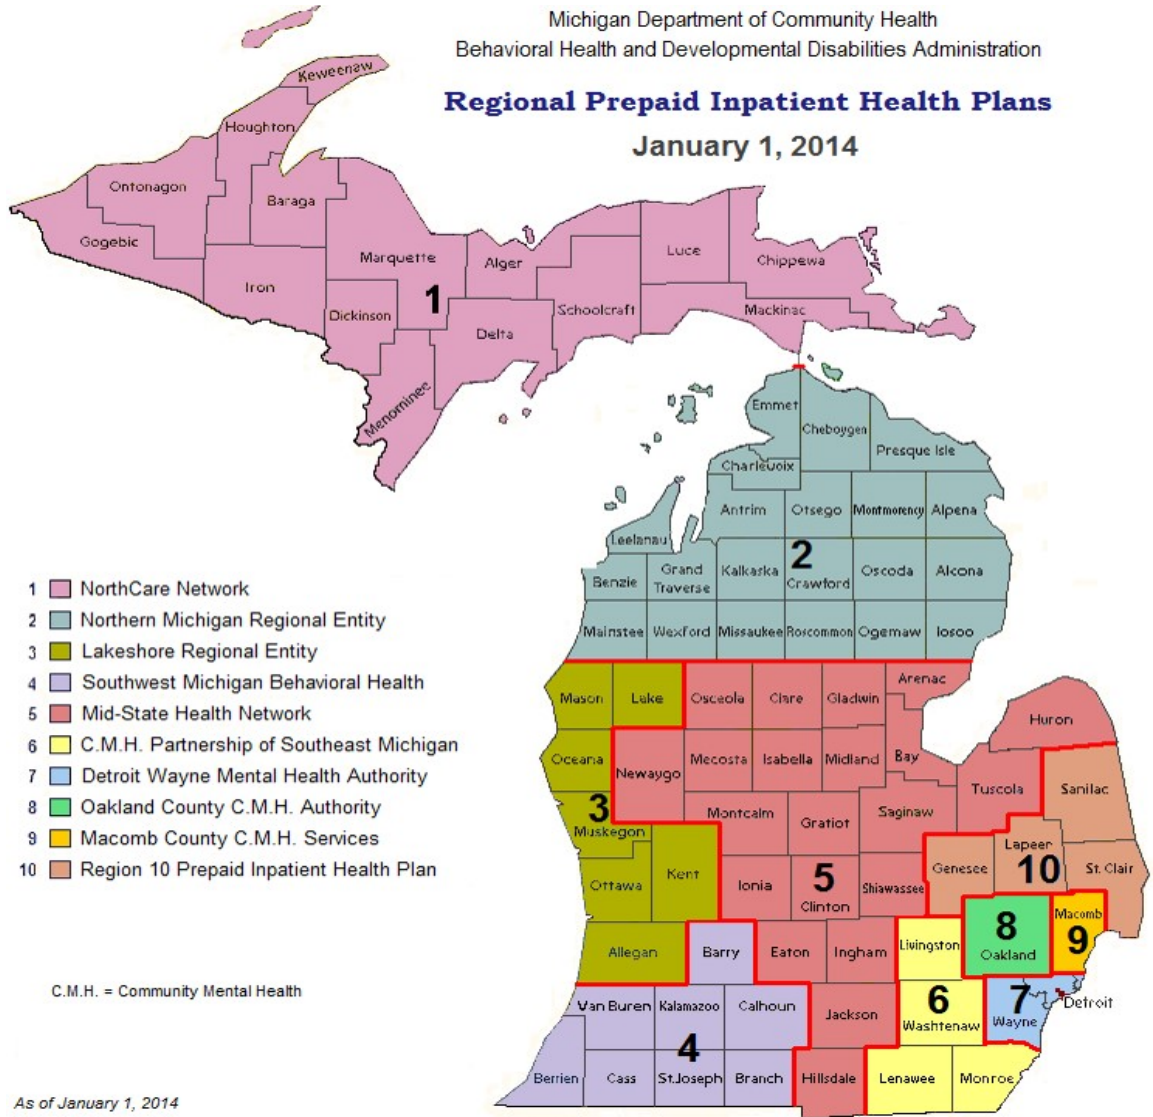 Michigan Department of Community Health
Behavioral Health and Developmental Disabilities Administration
Regional Prepaid Inpatient Health Plans
January 1, 2014
Keweenaw
Houghton
Ontonagon
Baraga
Gogebic
Marquette
Alger
Luce
Chippewa
Iron
Dickinson
1
Schoolcraft
Mackinac
Delta
Menominee
Emmet
Cheboygen
Presque Isle
Charlevoix
Antrim
Otsego
Montmorency
Alpena
Leelanau
2
Benzie
Grand
Traverse
Kalkaska
Crawford
Oscoda
Alcona
Mainstee
Wexford
Missaukee
Roscommon
Ogemaw
Iosoo
1 NorthCare Network
2 Northern Michigan Regional Entity
3 Lakeshore Regional Entity
4 Southwest Michigan Behavioral Health
5 Mid-State Health Network
6 C.M.H. Partnership of Southeast Michigan
7 Detroit Wayne Mental Health Authority
8 Oakland County C.M.H. Authority
9 Macomb County C.M.H. Services
10 Region 10 Prepaid Inpatient Health Plan
Mason
Lake
Osceola
Clare
Gladwin
Arenac
Huron
Oceana
Newaygo
Mecosta
Isabella
Midland
Bay
Tuscola
Sanilac
3
Muskegon
Montcalm
Gratiot
Saginaw
Lapeer
Ottawa
Kent
Ionia
5
Clinton
Shiawassee
Genesee
10
St. Clair
Allegan
Barry
Eaton
Ingham
Livingston
8
Oakland
Macomb
9
Van Buren
Kalamazoo
Calhoun
Jackson
6
Washtenaw
7
Wayne
Detroit
4
Berrien
Cass
St.Joseph
Branch
Hillsdale
Lenawee
Monroe
C.M.H. = Community Mental Health
As of January 1, 2014